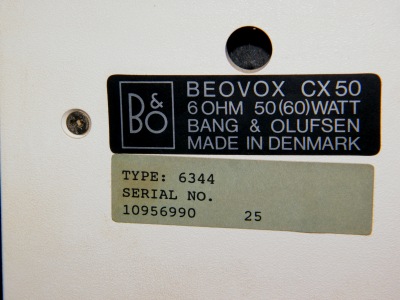 B&O
BEOVOX CX50
6 OHM 50(60)WATT
BANG & OLUFSEN
MADE IN DENMARK
TYPE: 6344
SERIAL NO.
10956990 25